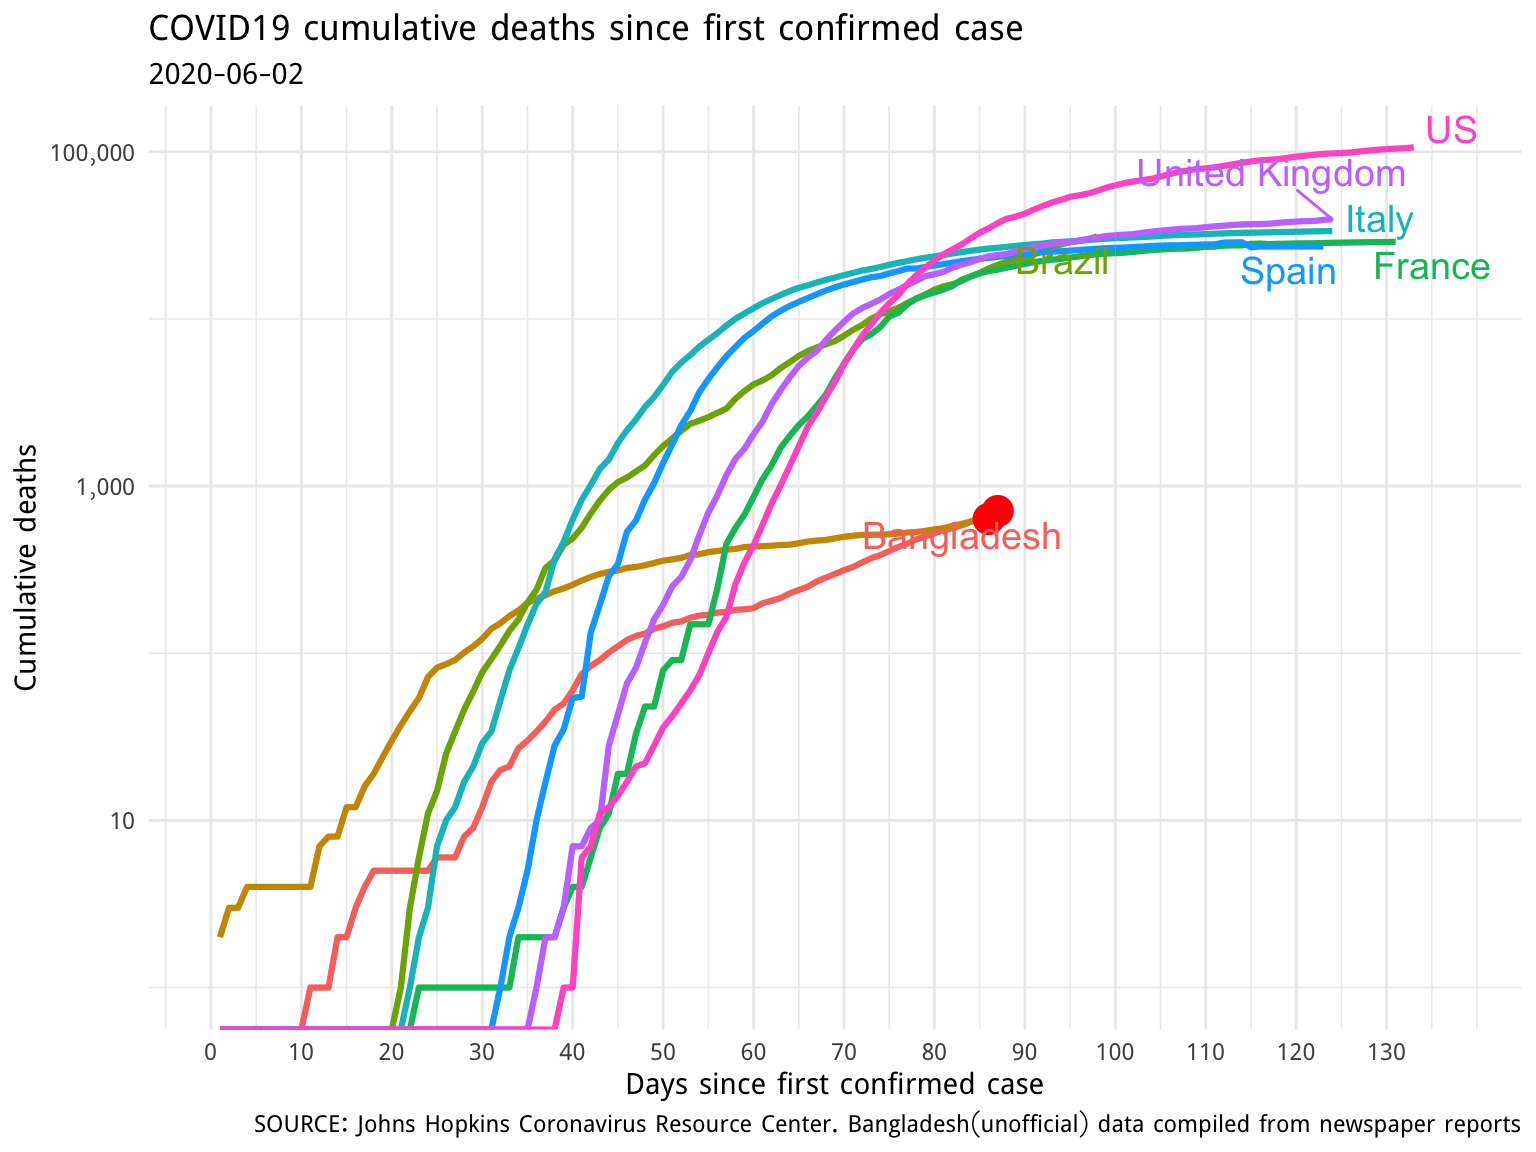 COVID19 cumulative deaths since first confirmed case
2020-06-02
100,000
1,000
10
Cumulative deaths
US
United Kingdom
Italy
Brazil
Spain
France
Bangladesh
0 10 20 30 40 50 60 70 80 90 100 110 120 130
Days since first confirmed case
SOURCE: Johns Hopkins Coronavirus Resource Center. Bangladesh(unofficial) data compiled from newspaper reports